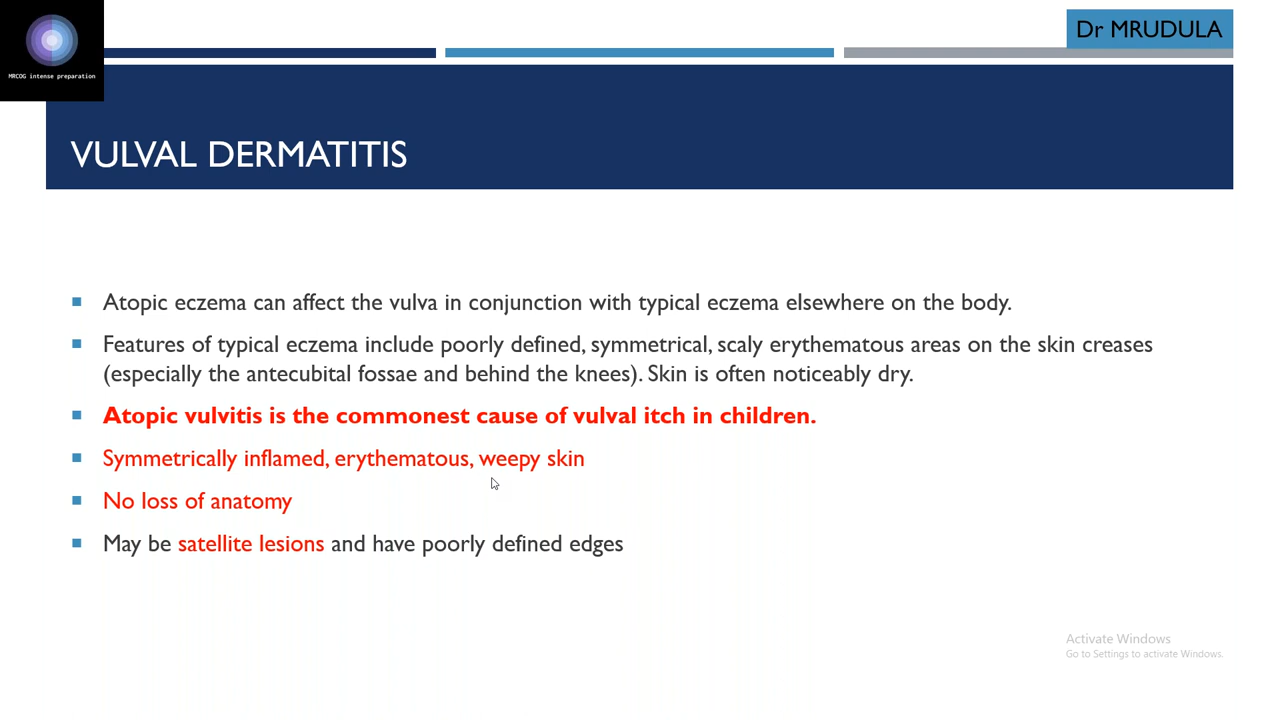 Dr MRUDULA
MRCOG intense preparation
VULVAL DERMATITIS
Atopic eczema can affect the vulva in conjunction with typical eczema elsewhere on the body.
Features of typical eczema include poorly defined, symmetrical, scaly erythematous areas on the skin creases
(especially the antecubital fossae and behind the knees). Skin is often noticeably dry.
Atopic vulvitis is the commonest cause of vulval itch in children.
Symmetrically inflamed, erythematous, weepy skin
No loss of anatomy
May be satellite lesions and have poorly defined edges
Activate Windows
Go to Settings to activate Windows.